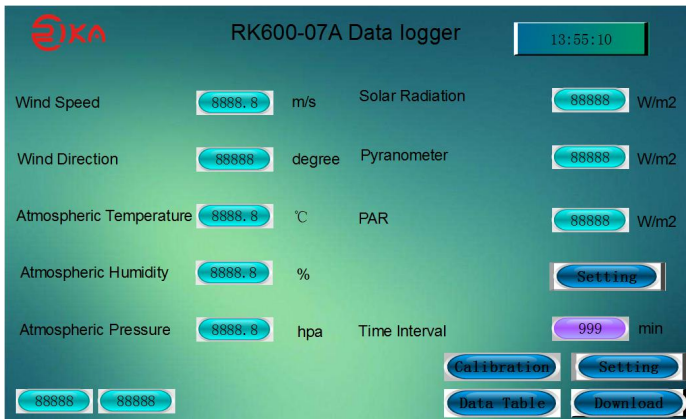 RKA
RK600-07A Data logger
13:55:10
Wind Speed 8888.8 m/s
Solar Radiation 88888 W/m2
Wind Direction 88888 degree
Pyranometer 88888 W/m2
Atmospheric Temperature 8888.8 ℃
PAR 88888 W/m2
Atmospheric Humidity 8888.8 %
Setting
Atmospheric Pressure 8888.8 hpa
Time Interval 999 min
Calibration Setting
88888 88888
Data Table Download